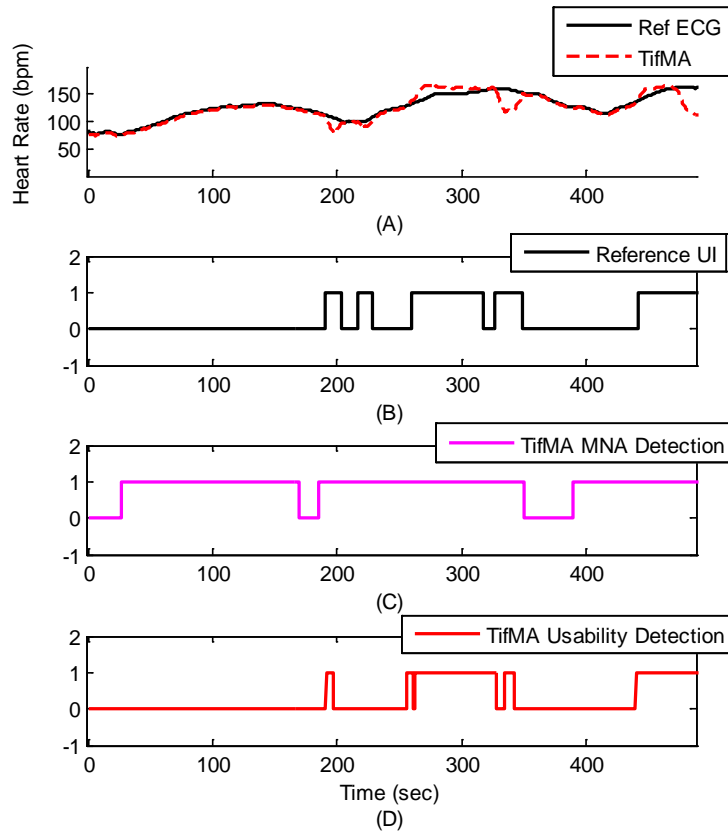 Ref ECG
TifMA
Heart Rate (bpm)
150
100
50
0 100 200 300 400
(A)
Reference UI
2
1
0
-1
0 100 200 300 400
(B)
TifMA MNA Detection
2
1
0
-1
0 100 200 300 400
(C)
TifMA Usability Detection
2
1
0
-1
0 100 200 300 400
Time (sec)
(D)